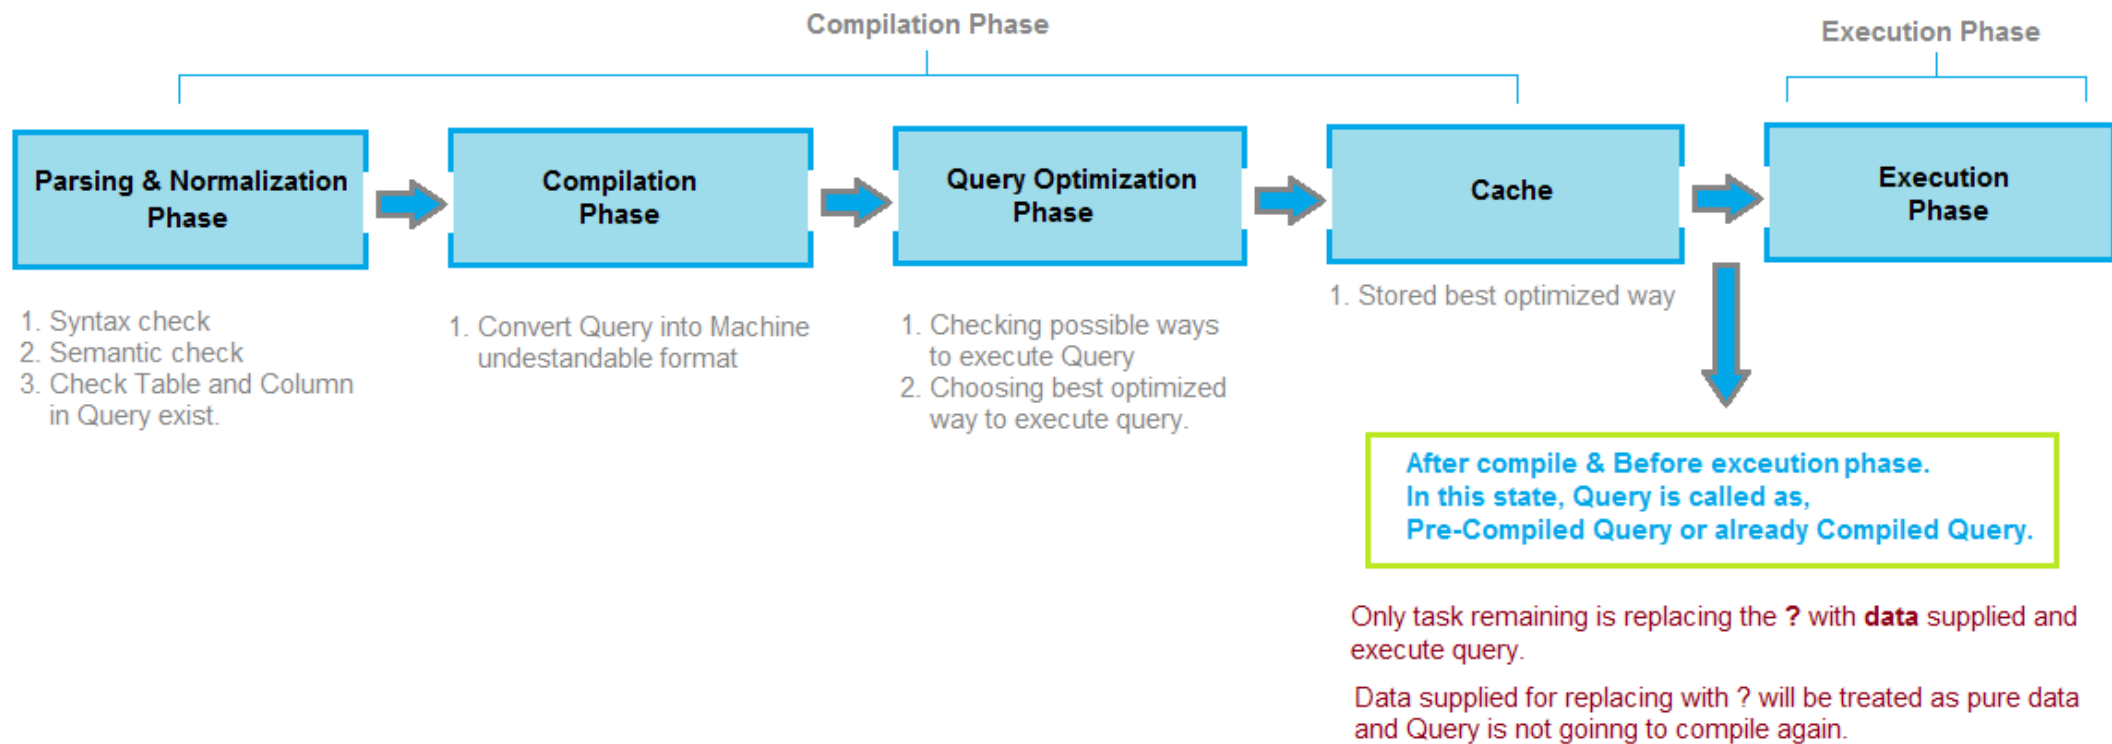 Compilation Phase
Execution Phase
Parsing & Normalization
Phase
Compilation
Phase
Query Optimization
Phase
Cache
Execution
Phase
1. Syntax check
2. Semantic check
3. Check Table and Column
in Query exist.
1. Convert Query into Machine
undestandable format
1. Checking possible ways
to execute Query
2. Choosing best optimized
way to execute query.
1. Stored best optimized way
After compile & Before exceution phase.
In this state, Query is called as,
Pre-Compiled Query or already Compiled Query.
Only task remaining is replacing the ? with data supplied and
execute query.
Data supplied for replacing with ? will be treated as pure data
and Query is not goinng to compile again.